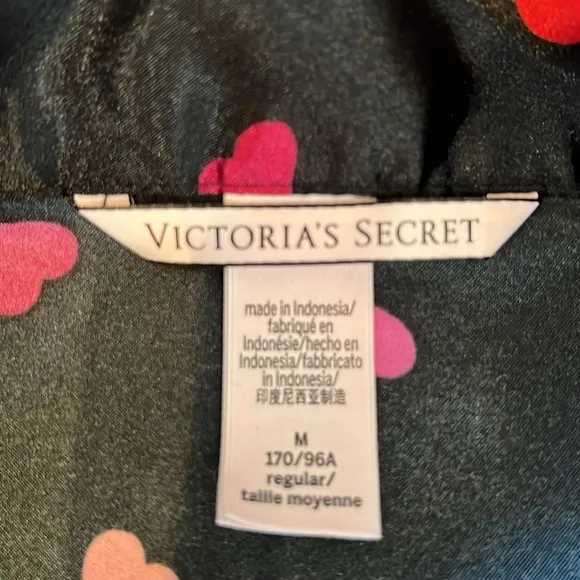 VICTORIA'S SECRET
made in Indonesia/
fabriqué en
Indonésie/hecho en
Indonesia/fabbricato
in Indonesia/
印度尼西亚制造
M
170/96A
regular/
taille moyenne